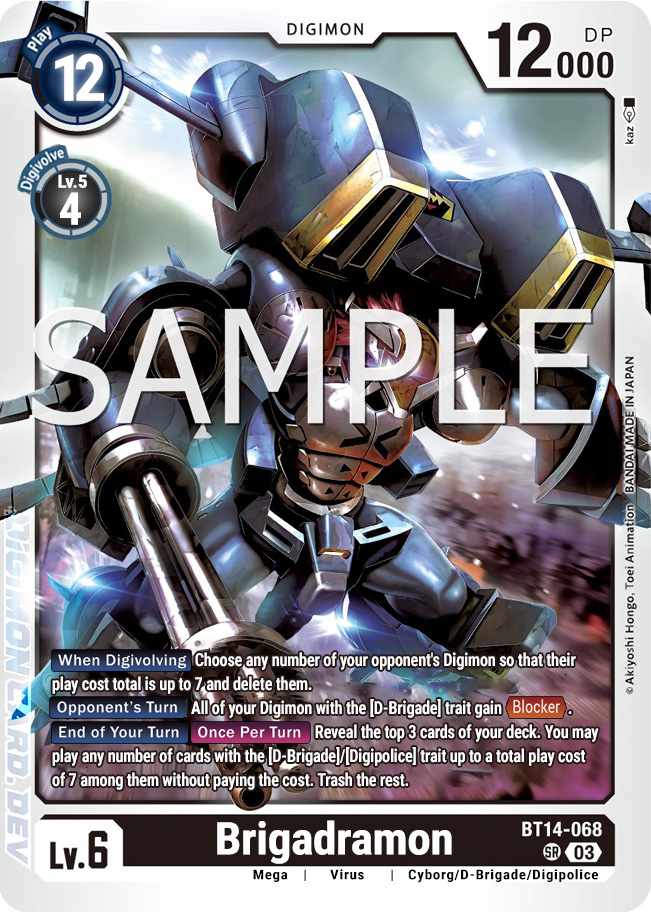 Play
12
DIGIMON
DP
12000
kaz
Digivolve
Lv.5
4
SAMPLE
© Akiyoshi Hongo, Toei Animation BANDAI MADE IN JAPAN
DIGIMON CARD. DEV
When Digivolving Choose any number of your opponent's Digimon so that their
play cost total is up to 7 and delete them.
Opponent's Turn All of your Digimon with the [D-Brigade] trait gain Blocker.
End of Your Turn Once Per Turn Reveal the top 3 cards of your deck. You may
play any number of cards with the [D-Brigade]/[Digipolice] trait up to a total play cost
of 7 among them without paying the cost. Trash the rest.
Lv.6
Brigadramon
BT14-068
SR 03
Mega | Virus | Cyborg/D-Brigade/Digipolice